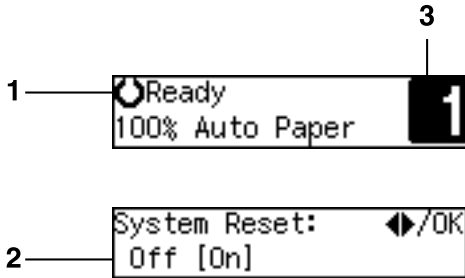 3
1
Ready
1
100% Auto Paper
System Reset: ◀▶/OK
2
Off [On]